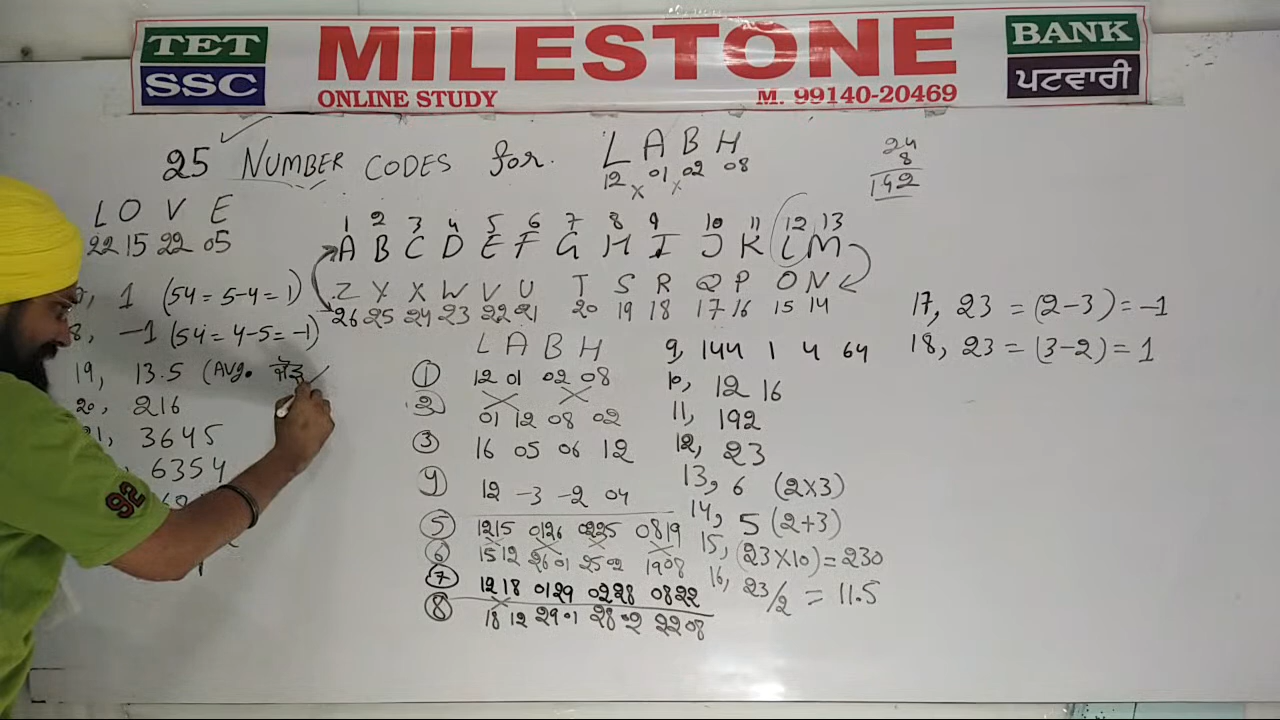 TET
SSC
MILESTONE
ONLINE STUDY
M. 99140-20469
BANK
ਪਟਵਾਰੀ
25 NUMBER CODES for. L A B H
12 01 02 08
24
8
192
L O V E
22 15 22 05
1 2 3 4 5 6 7 8 9 10 11 12 13
A B C D E F G H I J K L M
Z Y X W V U T S R Q P O N
26 25 24 23 22 21 20 19 18 17 16 15 14
1 (54 = 5-4 = 1)
8, -1 (54 = 4-5 = -1)
19, 13.5 (Avg.
20, 216
21, 3645
6354
L A B H
① 12 01 02 08
② 01 12 08 02
③ 16 05 06 12
12 -3 -2 04
⑤ 1215 0126 0225 0819
⑥ 1512 2601 2502 1908
⑦ 1218 0129 0228 0822
⑧ 1812 2901 2802 2208
9, 144 1 4 64
10, 12 16
11, 192
12, 23
13, 6 (2×3)
14, 5 (2+3)
15, (23×10) = 230
16, 23/2 = 11.5
17, 23 = (2-3) = -1
18, 23 = (3-2) = 1
92